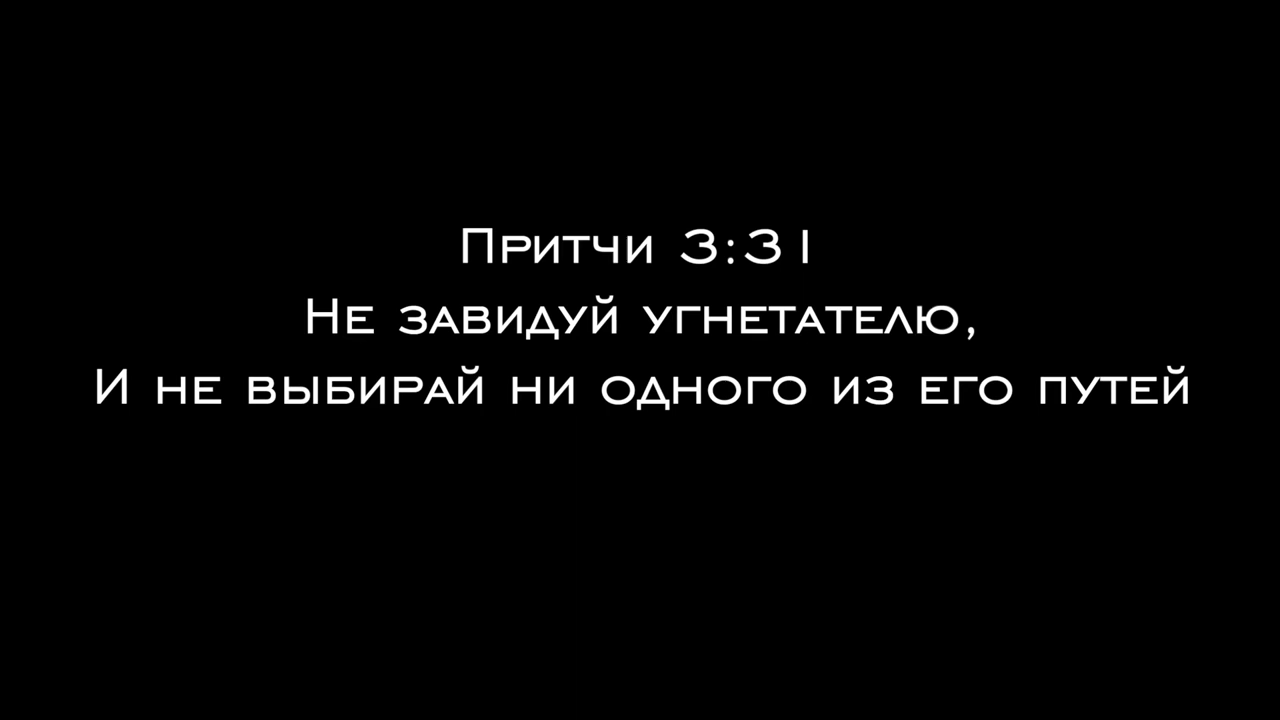 Притчи 3:31
Не завидуй угнетателю,
И не выбирай ни одного из его путей